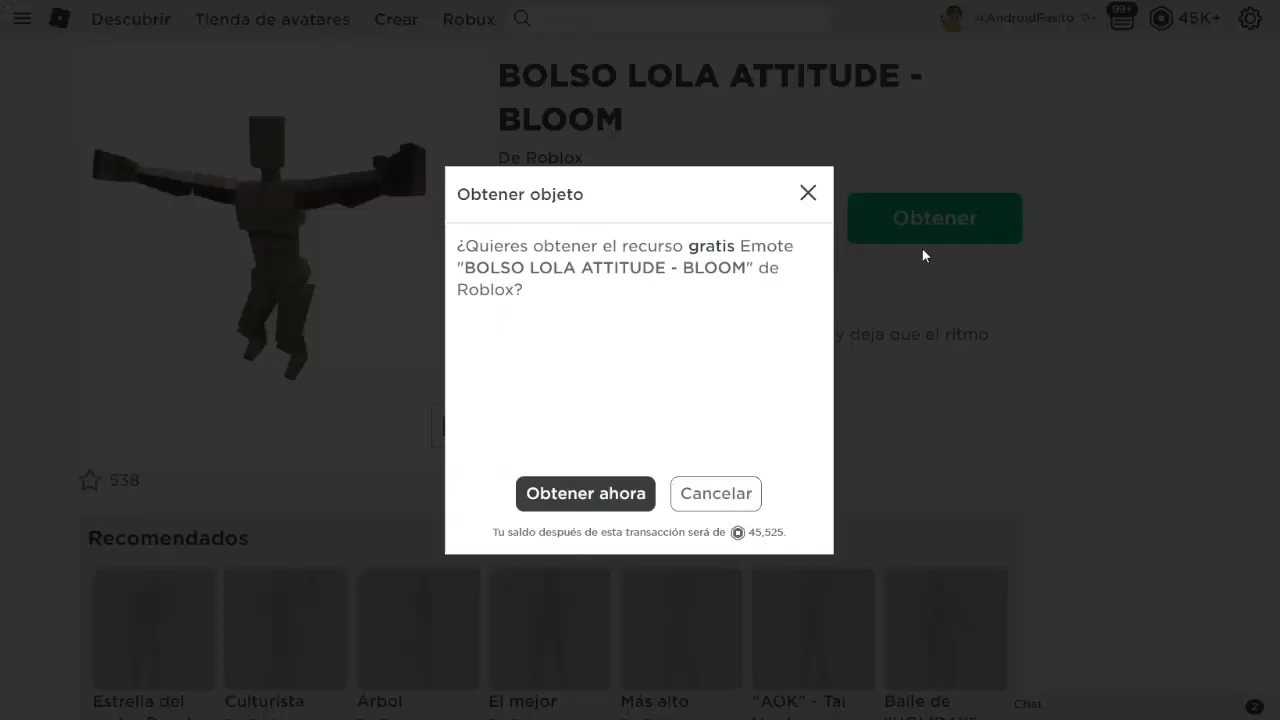 Descubrir
Tienda de avatares
Crear
Robux
99+
45K+
BOLSO LOLA ATTITUDE -
BLOOM
De Roblox
Obtener objeto
Obtener
¿Quieres obtener el recurso gratis Emote
"BOLSO LOLA ATTITUDE - BLOOM" de
Roblox?
y deja que el ritmo
538
Obtener ahora
Cancelar
Tu saldo después de esta transacción será de 45,525.
Recomendados
Estrella del
Culturista
Árbol
El mejor
Más alto
"AOK" - Tai
Baile de
"HOLIDAY"
Chat
2